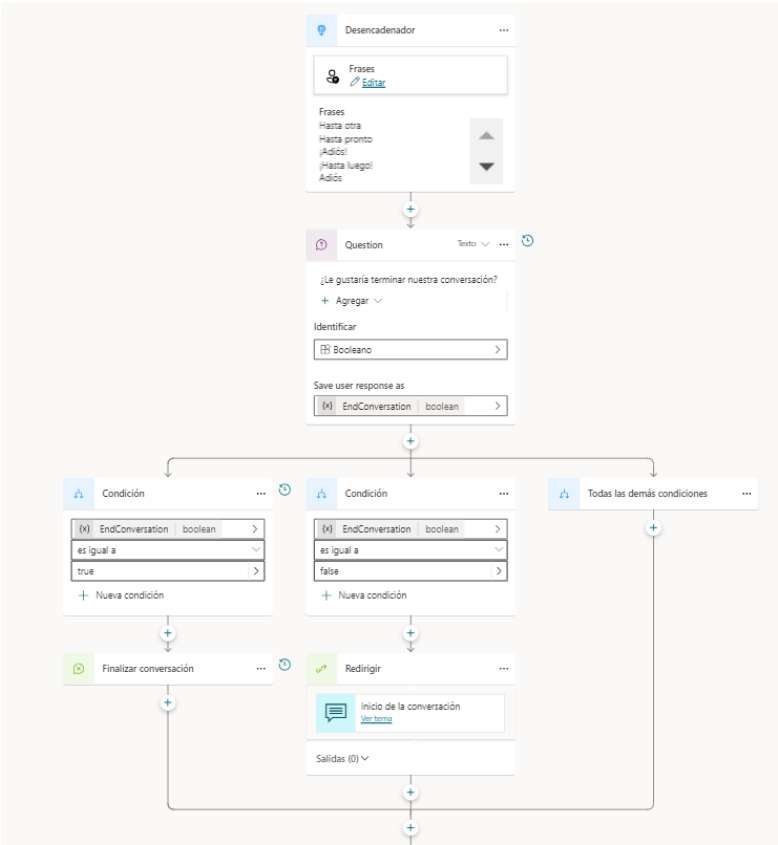 Desencadenador
Frases
Editar
Frases
Hasta otra
Hasta pronto
¡Adiós!
¡Hasta luego!
Adiós
Question
Texto
¿Le gustaría terminar nuestra conversación?
+ Agregar
Identificar
Booleano
Save user response as
{x} EndConversation boolean
Condición
{x} EndConversation boolean
es igual a
true
+ Nueva condición
Condición
{x} EndConversation boolean
es igual a
false
+ Nueva condición
Todas las demás condiciones
Finalizar conversación
Redirigir
Inicio de la conversación
Ver tema
Salidas (0)